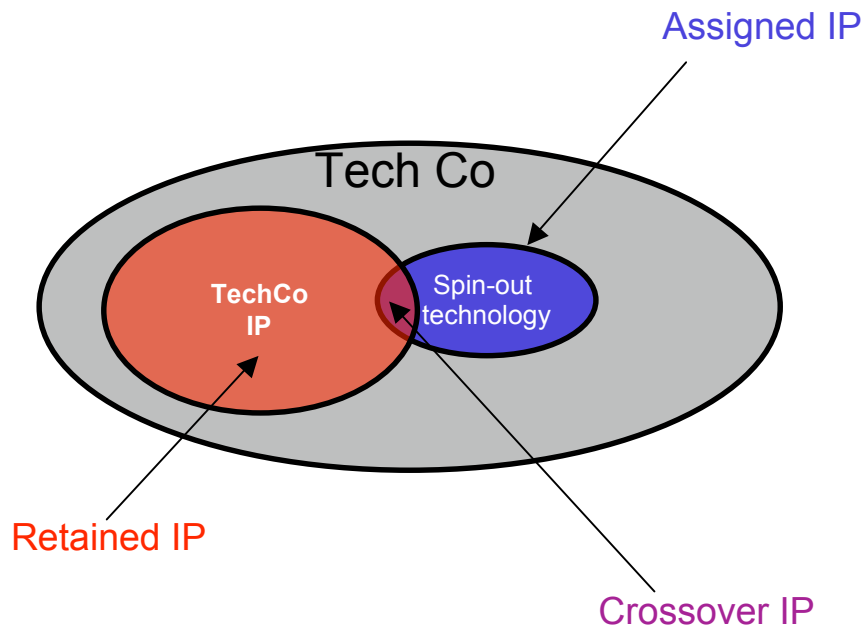 Assigned IP
Tech Co
TechCo
IP
Spin-out
technology
Retained IP
Crossover IP